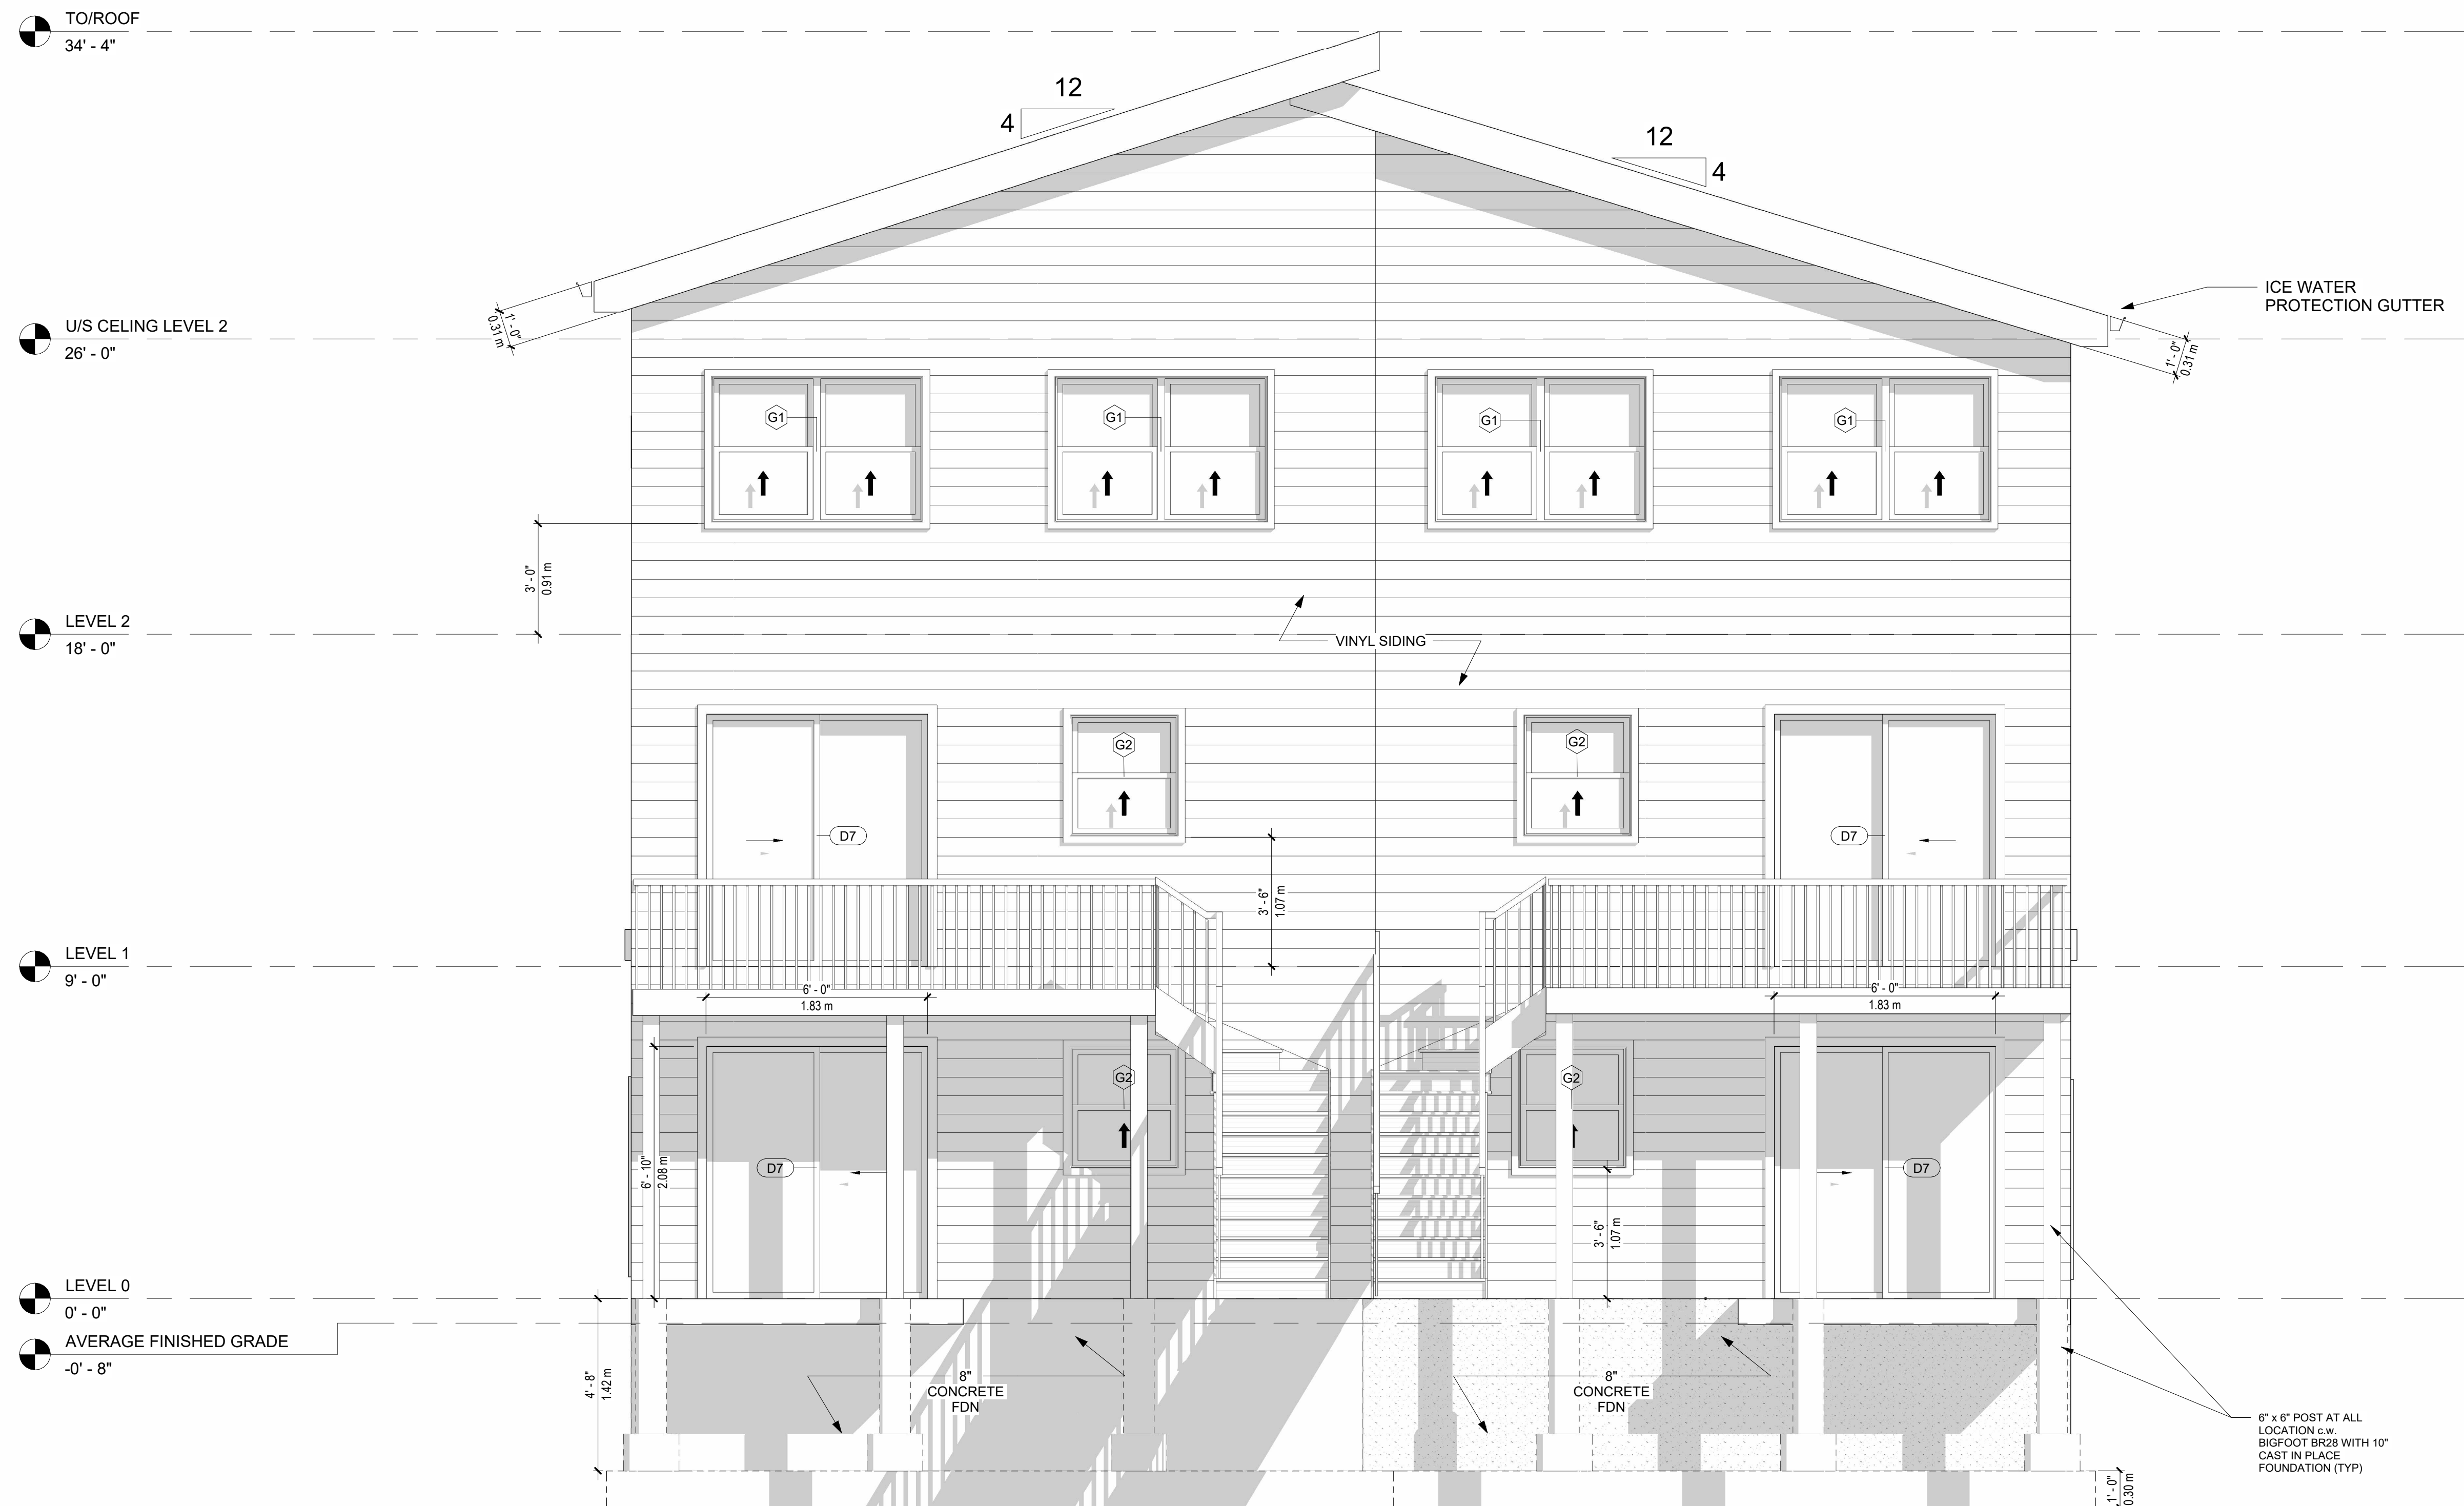 TO/ROOF
34' - 4"
12
4
12
4
ICE WATER
PROTECTION GUTTER
1' - 0"
0.31 m
U/S CELING LEVEL 2
26' - 0"
1' - 0"
0.31 m
G1
G1
G1
G1
3' - 0"
0.91 m
LEVEL 2
18' - 0"
VINYL SIDING
G2
G2
D7
D7
3' - 6"
1.07 m
LEVEL 1
9' - 0"
6' - 0"
1.83 m
6' - 0"
1.83 m
G2
G2
6' - 10"
2.08 m
D7
D7
3' - 6"
1.07 m
LEVEL 0
0' - 0"
AVERAGE FINISHED GRADE
-0' - 8"
4' - 8"
1.42 m
8"
CONCRETE
FDN
8"
CONCRETE
FDN
6" x 6" POST AT ALL
LOCATION c.w.
BIGFOOT BR28 WITH 10"
CAST IN PLACE
FOUNDATION (TYP)
1' - 0"
0.30 m